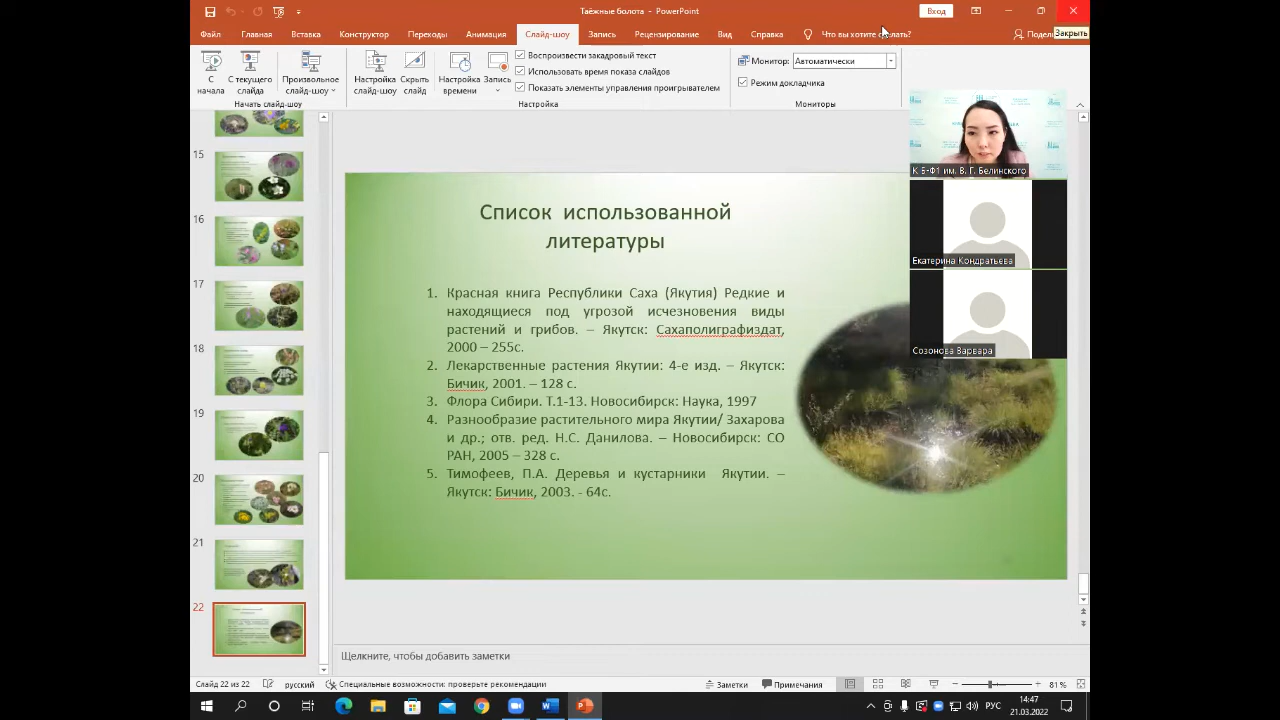 Таёжные болота - PowerPoint
Вход
Файл Главная Вставка Конструктор Переходы Анимация Слайд-шоу Запись Рецензирование Вид Справка Что вы хотите сделать?
Закрыть
С начала
С текущего слайда
Произвольное слайд-шоу
Начать слайд-шоу
Настройка слайд-шоу
Скрыть слайд
Настройка времени
Запись
Воспроизвести закадровый текст
Использовать время показа слайдов
Показать элементы управления проигрывателем
Настройка
Монитор: Автоматически
Режим докладчика
Мониторы
15
16
17
18
19
20
21
22
Список использованной
литературы
1. Красная книга Республики Саха (Якутия) Редкие и
находящиеся под угрозой исчезновения виды
растений и грибов. – Якутск: Сахаполиграфиздат,
2000 – 255с.
2. Лекарственные растения Якутии: 4-е изд. – Якутск:
Бичик, 2001. – 128 с.
3. Флора Сибири. Т.1-13. Новосибирск: Наука, 1997
4. Разнообразие растительного мира Якутии/ Захарова
и др.; отв. ред. Н.С. Данилова. – Новосибирск: СО
РАН, 2005 – 328 с.
5. Тимофеев, П.А. Деревья и кустарники Якутии. –
Якутск: Бичик, 2003. - 64с.
К Б-Ф1 им. В. Г. Белинского
Екатерина Кондратьева
Созонова Варвара
Щелкните, чтобы добавить заметки
Слайд 22 из 22 русский Специальные возможности: проверьте рекомендации Заметки Примечания 81 %
РУС
14:47
21.03.2022